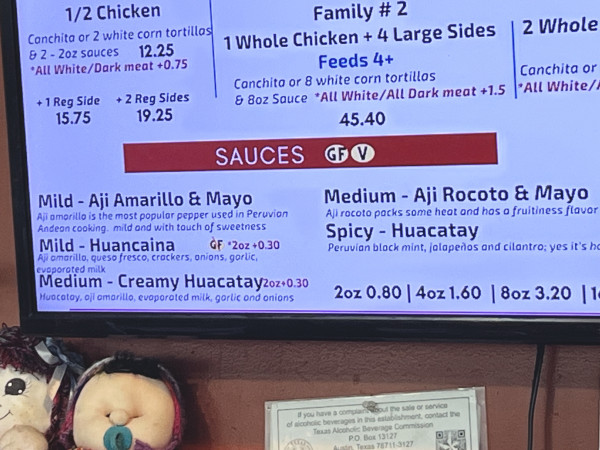 1/2 Chicken
Canchita or 2 white corn tortillas
& 2 - 2oz sauces 12.25
*All White/Dark meat +0.75
+ 1 Reg Side + 2 Reg Sides
15.75 19.25
Family # 2
1 Whole Chicken + 4 Large Sides
Feeds 4+
Canchita or 8 white corn tortillas
& 8oz Sauce *All White/All Dark meat +1.5
45.40
2 Whole
Canchita or
*All White/
SAUCES GF V
Mild - Aji Amarillo & Mayo
Aji amarillo is the most popular pepper used in Peruvian
Andean cooking. mild and with touch of sweetness
Mild - Huancaina GF *2oz +0.30
Aji amarillo, queso fresco, crackers, onions, garlic,
evaporated milk
Medium - Creamy Huacatay 2oz+0.30
Huacatay, aji amarillo, evaporated milk, garlic and onions
Medium - Aji Rocoto & Mayo
Aji rocoto packs some heat and has a fruitiness flavor
Spicy - Huacatay
Peruvian black mint, jalapeños and cilantro; yes it's
2oz 0.80 | 4oz 1.60 | 8oz 3.20 |
If you have a complaint about the sale or service
of alcoholic beverages in this establishment, contact the
Texas Alcoholic Beverage Commission
P.O. Box 13127
Austin, Texas 78711-3127